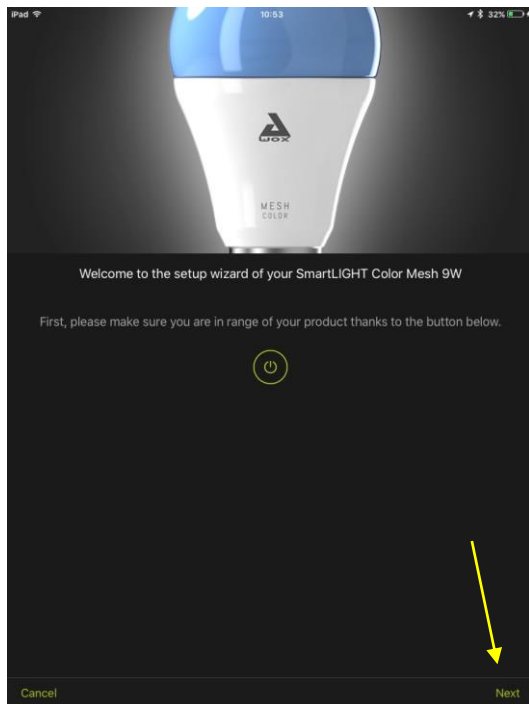 iPad 10:53 32%
AWOX
MESH
COLOR
Welcome to the setup wizard of your SmartLIGHT Color Mesh 9W
First, please make sure you are in range of your product thanks to the button below.
Cancel Next